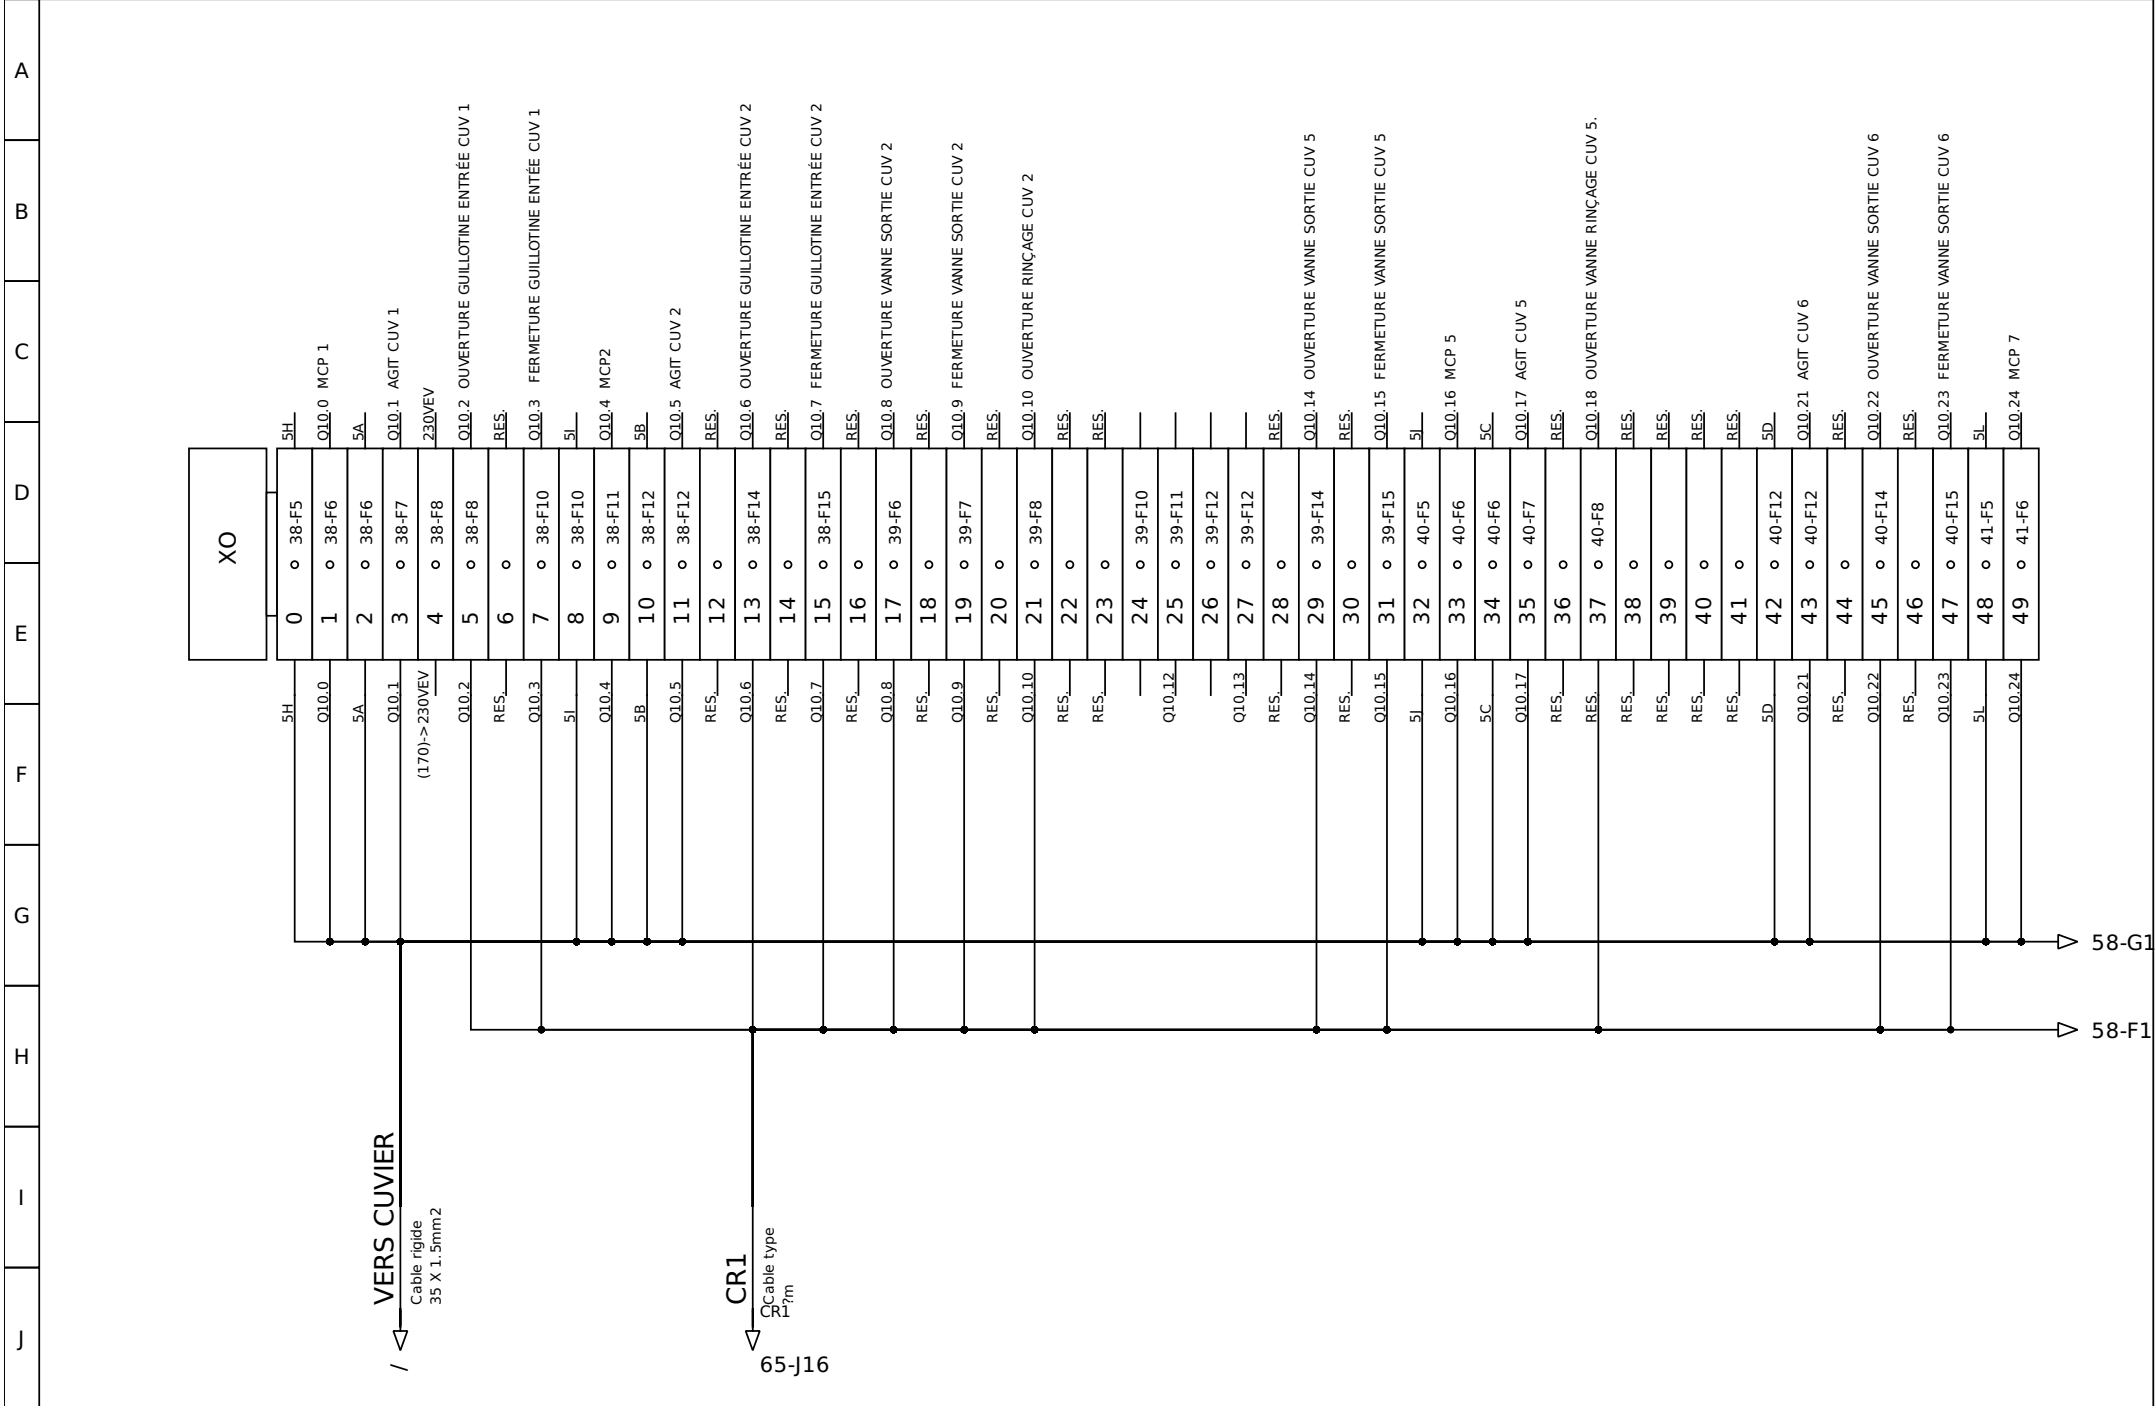 A
B
C
D
E
F
G
H
I
J
XO
5H
Q10.0 MCP 1
5A
Q10.1 AGIT CUV 1
230VEV
Q10.2 OUVERTURE GUILLOTINE ENTRÉE CUV 1
RES.
Q10.3 FERMETURE GUILLOTINE ENTÉE CUV 1
5I
Q10.4 MCP2
5B
Q10.5 AGIT CUV 2
RES.
Q10.6 OUVERTURE GUILLOTINE ENTRÉE CUV 2
RES.
Q10.7 FERMETURE GUILLOTINE ENTRÉE CUV 2
RES.
Q10.8 OUVERTURE VANNE SORTIE CUV 2
RES.
Q10.9 FERMETURE VANNE SORTIE CUV 2
RES.
Q10.10 OUVERTURE RINÇAGE CUV 2
RES.
RES.
RES.
Q10.14 OUVERTURE VANNE SORTIE CUV 5
RES.
Q10.15 FERMETURE VANNE SORTIE CUV 5
5J
Q10.16 MCP 5
5C
Q10.17 AGIT CUV 5
RES.
Q10.18 OUVERTURE VANNE RINÇAGE CUV 5.
RES.
RES.
RES.
RES.
5D
Q10.21 AGIT CUV 6
RES.
Q10.22 OUVERTURE VANNE SORTIE CUV 6
RES.
Q10.23 FERMETURE VANNE SORTIE CUV 6
5L
Q10.24 MCP 7
0 38-F5
1 38-F6
2 38-F6
3 38-F7
4 38-F8
5 38-F8
6
7 38-F10
8 38-F10
9 38-F11
10 38-F12
11 38-F12
12
13 38-F14
14
15 38-F15
16
17 39-F6
18
19 39-F7
20
21 39-F8
22
23
24 39-F10
25 39-F11
26 39-F12
27 39-F12
28
29 39-F14
30
31 39-F15
32 40-F5
33 40-F6
34 40-F6
35 40-F7
36
37 40-F8
38
39
40
41
42 40-F12
43 40-F12
44
45 40-F14
46
47 40-F15
48 41-F5
49 41-F6
5H
Q10.0
5A
Q10.1
(170)->230VEV
Q10.2
RES.
Q10.3
5I
Q10.4
5B
Q10.5
RES.
Q10.6
RES.
Q10.7
RES.
Q10.8
RES.
Q10.9
RES.
Q10.10
RES.
RES.
Q10.12
Q10.13
RES.
Q10.14
RES.
Q10.15
5J
Q10.16
5C
Q10.17
RES.
RES.
RES.
RES.
RES.
RES.
5D
Q10.21
RES.
Q10.22
RES.
Q10.23
5L
Q10.24
58-G1
58-F1
VERS CUVIER
Cable rigide
35 X 1.5mm2
/
CR1
Cable type
?m
CR1
65-J16